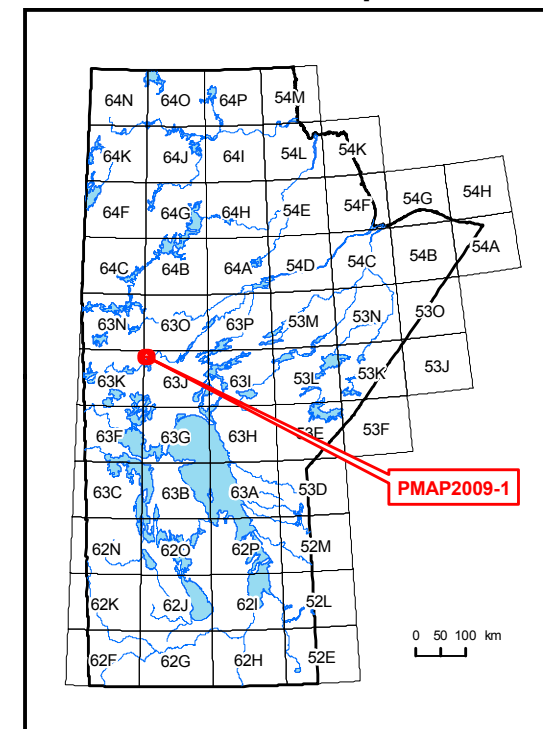 64N 64O 64P 54M
64K 64J 64I 54L 54K
64F 64G 64H 54E 54F 54G 54H
64C 64B 64A 54D 54C 54B 54A
63N 63O 63P 53M 53N 53O
63K 63J 63I 53L 53K 53J
63F 63G 63H 53E 53F
63C 63B 63A 53D
PMAP2009-1
62N 62O 62P 52M
62K 62J 62I 52L
0 50 100 km
62F 62G 62H 52E